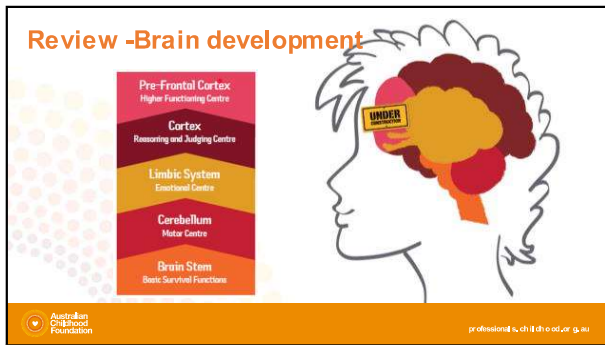 Review -Brain development
Pre-Frontal Cortex
Higher Functioning Centre
Cortex
Reasoning and Judging Centre
Limbic System
Emotional Centre
Cerebellum
Motor Centre
Brain Stem
Basic Survival Functions
UNDER
CONSTRUCTION
Australian
Childhood
Foundation
professionals.childhood.org.au